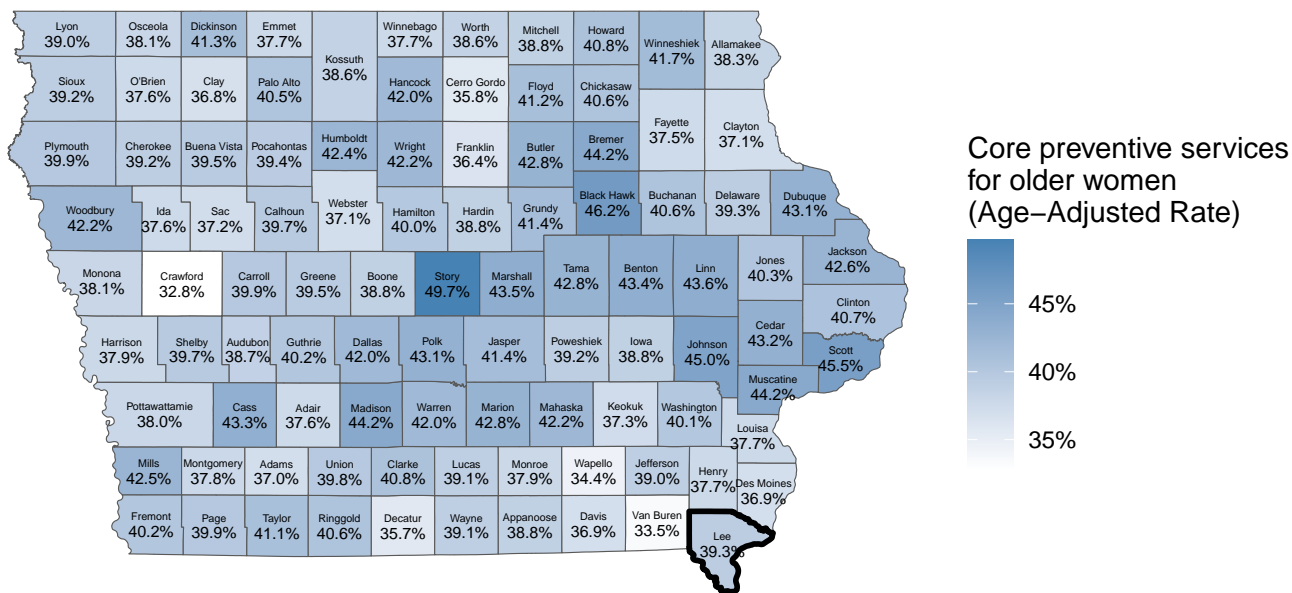 Lyon
39.0%
Osceola
38.1%
Dickinson
41.3%
Emmet
37.7%
Kossuth
38.6%
Winnebago
37.7%
Worth
38.6%
Mitchell
38.8%
Howard
40.8%
Winneshiek
41.7%
Allamakee
38.3%
Sioux
39.2%
O'Brien
37.6%
Clay
36.8%
Palo Alto
40.5%
Hancock
42.0%
Cerro Gordo
35.8%
Floyd
41.2%
Chickasaw
40.6%
Fayette
37.5%
Clayton
37.1%
Plymouth
39.9%
Cherokee
39.2%
Buena Vista
39.5%
Pocahontas
39.4%
Humboldt
42.4%
Wright
42.2%
Franklin
36.4%
Butler
42.8%
Bremer
44.2%
Woodbury
42.2%
Ida
37.6%
Sac
37.2%
Calhoun
39.7%
Webster
37.1%
Hamilton
40.0%
Hardin
38.8%
Grundy
41.4%
Black Hawk
46.2%
Buchanan
40.6%
Delaware
39.3%
Dubuque
43.1%
Monona
38.1%
Crawford
32.8%
Carroll
39.9%
Greene
39.5%
Boone
38.8%
Story
49.7%
Marshall
43.5%
Tama
42.8%
Benton
43.4%
Linn
43.6%
Jones
40.3%
Jackson
42.6%
Clinton
40.7%
Harrison
37.9%
Shelby
39.7%
Audubon
38.7%
Guthrie
40.2%
Dallas
42.0%
Polk
43.1%
Jasper
41.4%
Poweshiek
39.2%
Iowa
38.8%
Johnson
45.0%
Cedar
43.2%
Scott
45.5%
Muscatine
44.2%
Pottawattamie
38.0%
Cass
43.3%
Adair
37.6%
Madison
44.2%
Warren
42.0%
Marion
42.8%
Mahaska
42.2%
Keokuk
37.3%
Washington
40.1%
Louisa
37.7%
Mills
42.5%
Montgomery
37.8%
Adams
37.0%
Union
39.8%
Clarke
40.8%
Lucas
39.1%
Monroe
37.9%
Wapello
34.4%
Jefferson
39.0%
Henry
37.7%
Des Moines
36.9%
Fremont
40.2%
Page
39.9%
Taylor
41.1%
Ringgold
40.6%
Decatur
35.7%
Wayne
39.1%
Appanoose
38.8%
Davis
36.9%
Van Buren
33.5%
Lee
39.3%
Core preventive services
for older women
(Age−Adjusted Rate)
45%
40%
35%